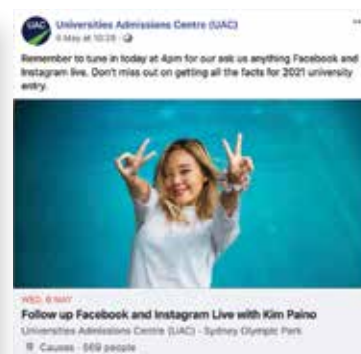 UAC
Universities Admissions Centre (UAC)
6 May at 10:28 ·
Remember to tune in today at 4pm for our ask us anything Facebook and
Instagram live. Don't miss out on getting all the facts for 2021 university
entry.
WED, 6 MAY
Follow up Facebook and Instagram Live with Kim Paino
Universities Admissions Centre (UAC) - Sydney Olympic Park
Causes · 569 people